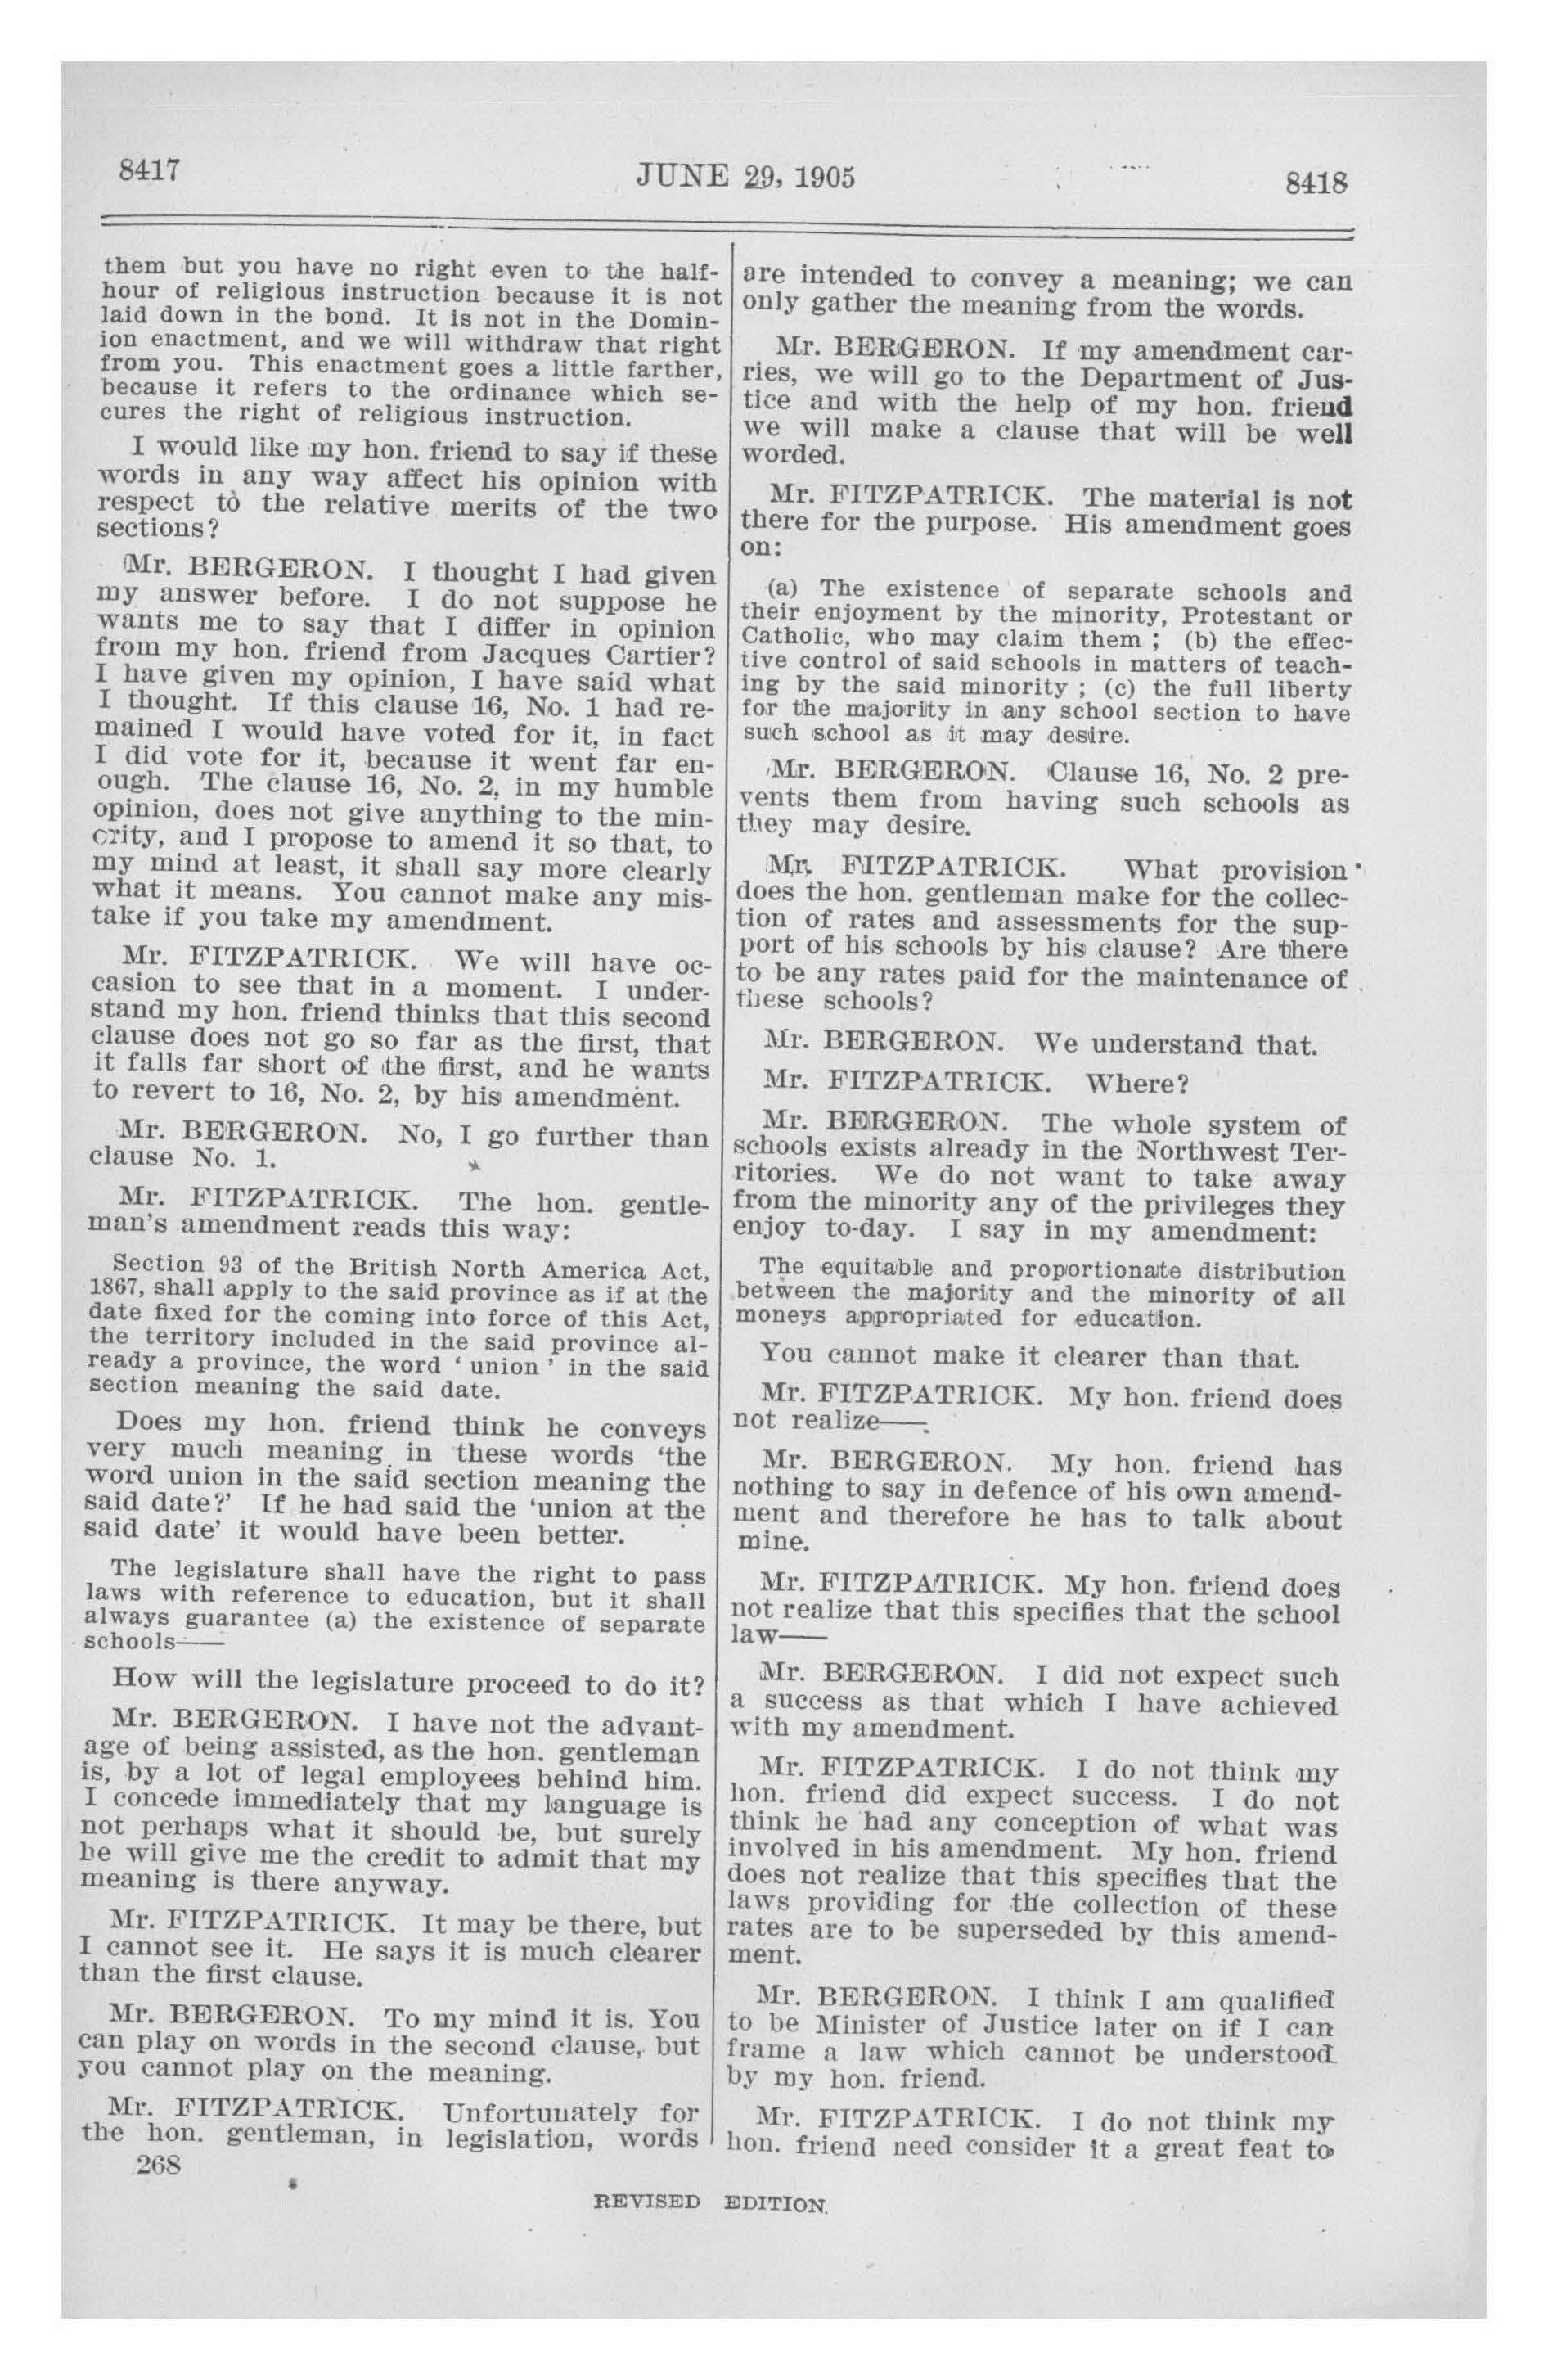 8417
JUNE 29, 1905
8418
them but you have no right even to the half-
hour of religious instruction because it is not
laid down in the bond. It is not in the Domin-
ion enactment, and we will withdraw that right
from you. This enactment goes a little farther,
because it refers to the ordinance which se-
cures the right of religious instruction.
I would like my hon. friend to say if these
words in any way affect his opinion with
respect to the relative merits of the two
sections?
Mr. BERGERON. I thought I had given
my answer before. I do not suppose he
wants me to say that I differ in opinion
from my hon. friend from Jacques Cartier?
I have given my opinion, I have said what
I thought. If this clause 16, No. 1 had re-
mained I would have voted for it, in fact
I did vote for it, because it went far en-
ough. The clause 16, No. 2, in my humble
opinion, does not give anything to the min-
ority, and I propose to amend it so that, to
my mind at least, it shall say more clearly
what it means. You cannot make any mis-
take if you take my amendment.
Mr. FITZPATRICK. We will have oc-
casion to see that in a moment. I under-
stand my hon. friend thinks that this second
clause does not go so far as the first, that
it falls far short of the first, and he wants
to revert to 16, No. 2, by his amendment.
Mr. BERGERON. No, I go further than
clause No. 1.
Mr. FITZPATRICK. The hon. gentle-
man's amendment reads this way:
Section 93 of the British North America Act,
1867, shall apply to the said province as if at the
date fixed for the coming into force of this Act,
the territory included in the said province al-
ready a province, the word ' union ' in the said
section meaning the said date.
Does my hon. friend think he conveys
very much meaning in these words 'the
word union in the said section meaning the
said date?' If he had said the 'union at the
said date' it would have been better.
The legislature shall have the right to pass
laws with reference to education, but it shall
always guarantee (a) the existence of separate
schools——
How will the legislature proceed to do it?
Mr. BERGERON. I have not the advant-
age of being assisted, as the hon. gentleman
is, by a lot of legal employees behind him.
I concede immediately that my language is
not perhaps what it should be, but surely
he will give me the credit to admit that my
meaning is there anyway.
Mr. FITZPATRICK. It may be there, but
I cannot see it. He says it is much clearer
than the first clause.
Mr. BERGERON. To my mind it is. You
can play on words in the second clause, but
you cannot play on the meaning.
Mr. FITZPATRICK. Unfortunately for
the hon. gentleman, in legislation, words
268
are intended to convey a meaning; we can
only gather the meaning from the words.
Mr. BERGERON. If my amendment car-
ries, we will go to the Department of Jus-
tice and with the help of my hon. friend
we will make a clause that will be well
worded.
Mr. FITZPATRICK. The material is not
there for the purpose. His amendment goes
on:
(a) The existence of separate schools and
their enjoyment by the minority, Protestant or
Catholic, who may claim them ; (b) the effec-
tive control of said schools in matters of teach-
ing by the said minority ; (c) the full liberty
for the majority in any school section to have
such school as it may desire.
Mr. BERGERON. Clause 16, No. 2 pre-
vents them from having such schools as
they may desire.
Mr. FITZPATRICK. What provision
does the hon. gentleman make for the collec-
tion of rates and assessments for the sup-
port of his schools by his clause? Are there
to be any rates paid for the maintenance of
these schools?
Mr. BERGERON. We understand that.
Mr. FITZPATRICK. Where?
Mr. BERGERON. The whole system of
schools exists already in the Northwest Ter-
ritories. We do not want to take away
from the minority any of the privileges they
enjoy to-day. I say in my amendment:
The equitable and proportionate distribution
between the majority and the minority of all
moneys appropriated for education.
You cannot make it clearer than that.
Mr. FITZPATRICK. My hon. friend does
not realize——
Mr. BERGERON. My hon. friend has
nothing to say in defence of his own amend-
ment and therefore he has to talk about
mine.
Mr. FITZPATRICK. My hon. friend does
not realize that this specifies that the school
law——
Mr. BERGERON. I did not expect such
a success as that which I have achieved
with my amendment.
Mr. FITZPATRICK. I do not think my
hon. friend did expect success. I do not
think he had any conception of what was
involved in his amendment. My hon. friend
does not realize that this specifies that the
laws providing for the collection of these
rates are to be superseded by this amend-
ment.
Mr. BERGERON. I think I am qualified
to be Minister of Justice later on if I can
frame a law which cannot be understood
by my hon. friend.
Mr. FITZPATRICK. I do not think my
hon. friend need consider it a great feat to
REVISED EDITION.